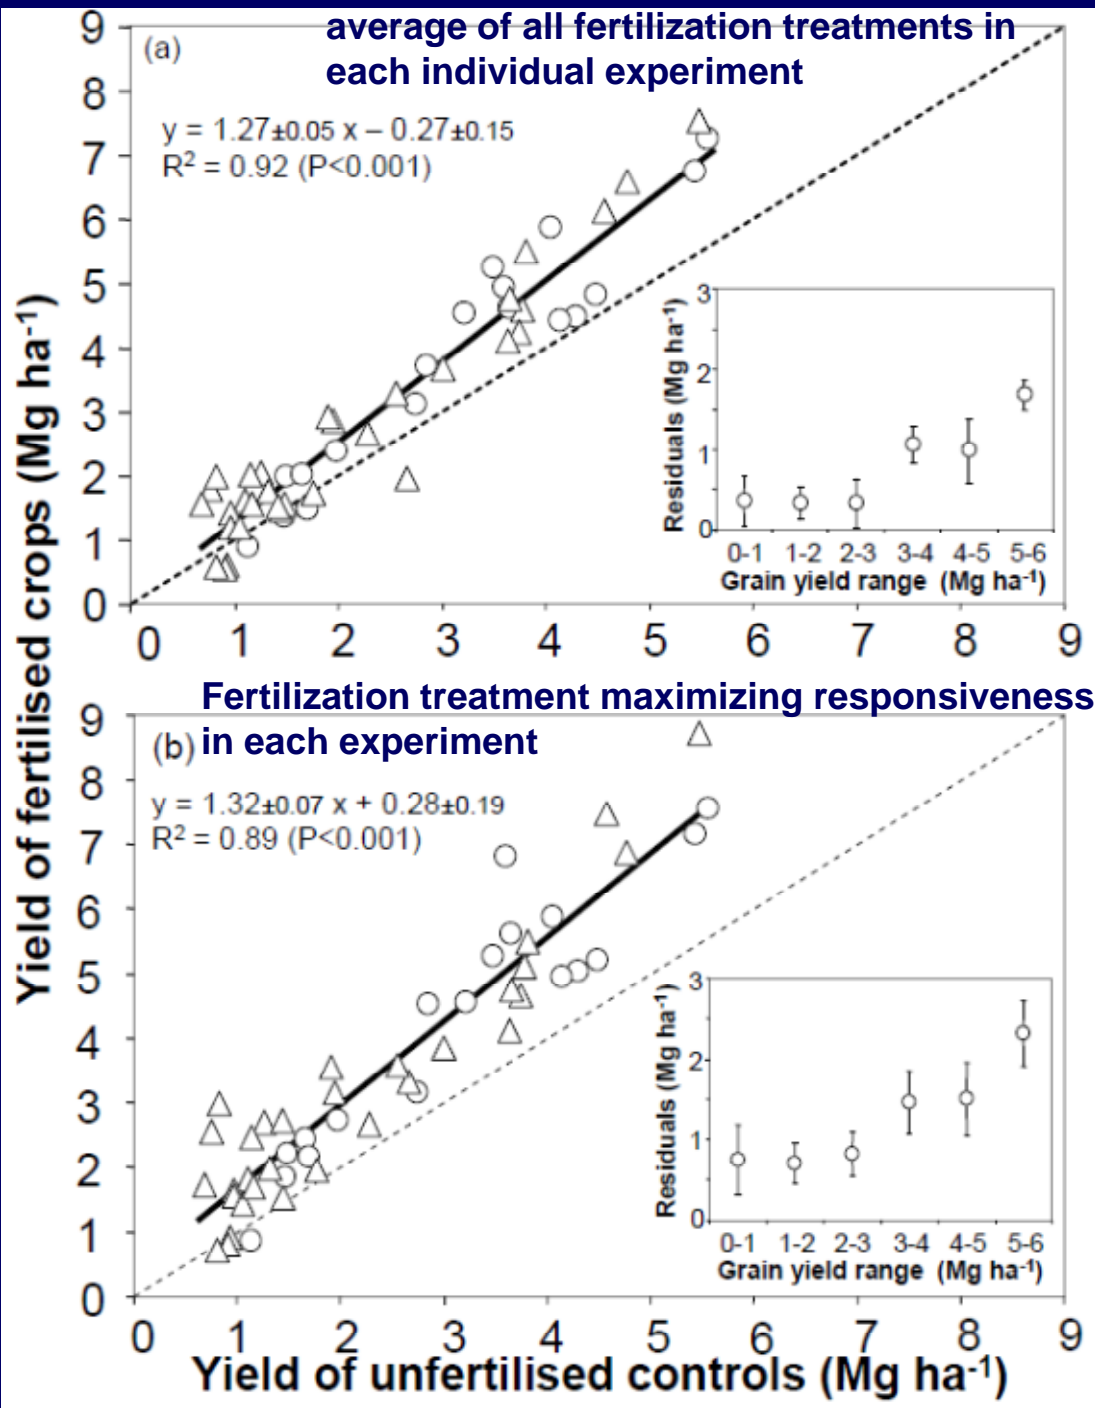 average of all fertilization treatments in
each individual experiment
(a)
y = 1.27±0.05 x – 0.27±0.15
R² = 0.92 (P<0.001)
9
8
7
6
5
4
3
2
1
0
0 1 2 3 4 5 6 7 8 9
Residuals (Mg ha⁻¹)
3
2
1
0
0-1 1-2 2-3 3-4 4-5 5-6
Grain yield range (Mg ha⁻¹)
Yield of fertilised crops (Mg ha⁻¹)
Fertilization treatment maximizing responsiveness
(b) in each experiment
y = 1.32±0.07 x + 0.28±0.19
R² = 0.89 (P<0.001)
9
8
7
6
5
4
3
2
1
0
Residuals (Mg ha⁻¹)
3
2
1
0
0-1 1-2 2-3 3-4 4-5 5-6
Grain yield range (Mg ha⁻¹)
0 1 2 3 4 5 6 7 8 9
Yield of unfertilised controls (Mg ha⁻¹)